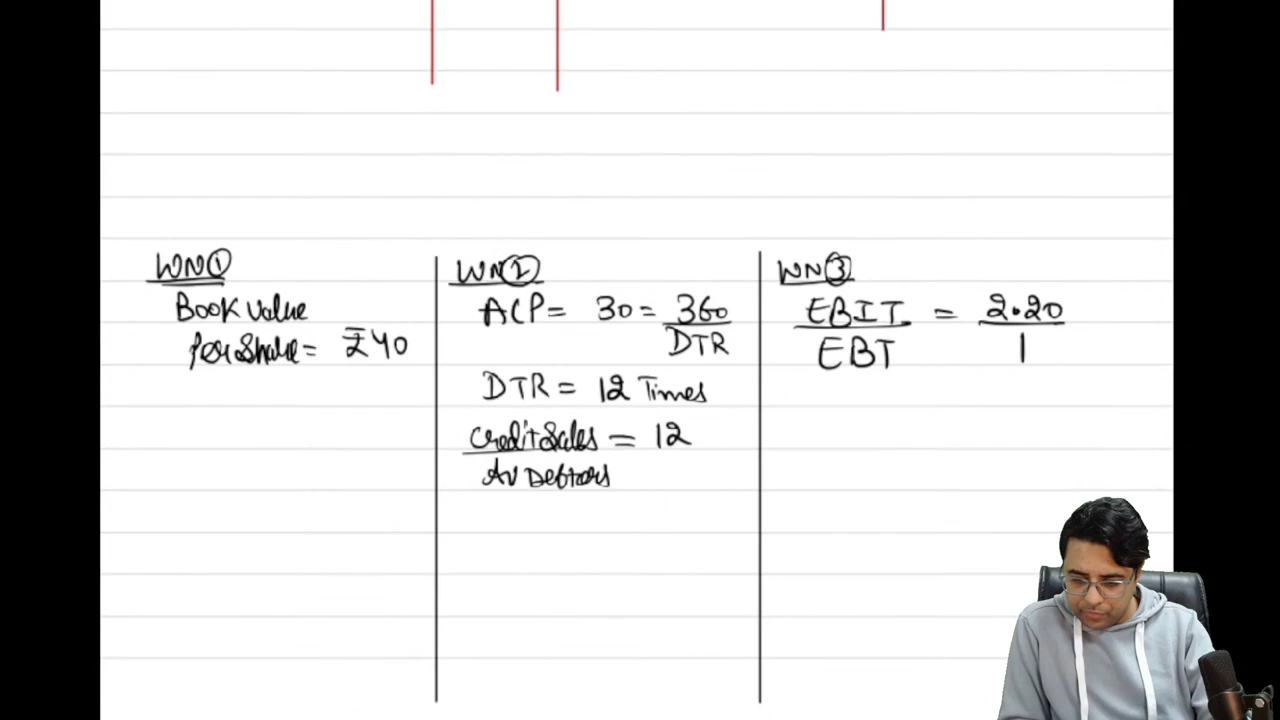 WN①
Book Value
Per Share = ₹40
WN②
ACP = 30 = 360
DTR
DTR = 12 Times
Credit Sales = 12
Av Debtors
WN③
EBIT = 2.20
EBT 1